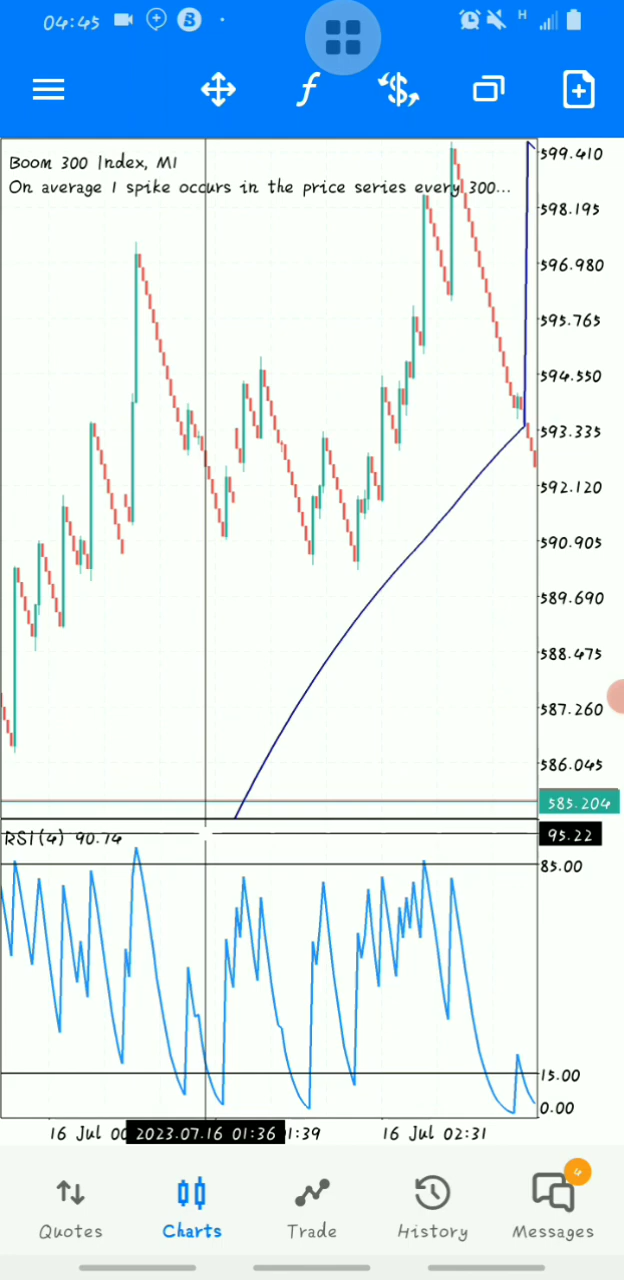 04:45
H
f
Boom 300 Index, M1
On average 1 spike occurs in the price series every 300...
599.410
598.195
596.980
595.765
594.550
593.335
592.120
590.905
589.690
588.475
587.260
586.045
585.204
RSI(4) 90.74
95.22
85.00
15.00
0.00
16 Jul 00 2023.07.16 01:36 1:39 16 Jul 02:31
4
Quotes Charts Trade History Messages